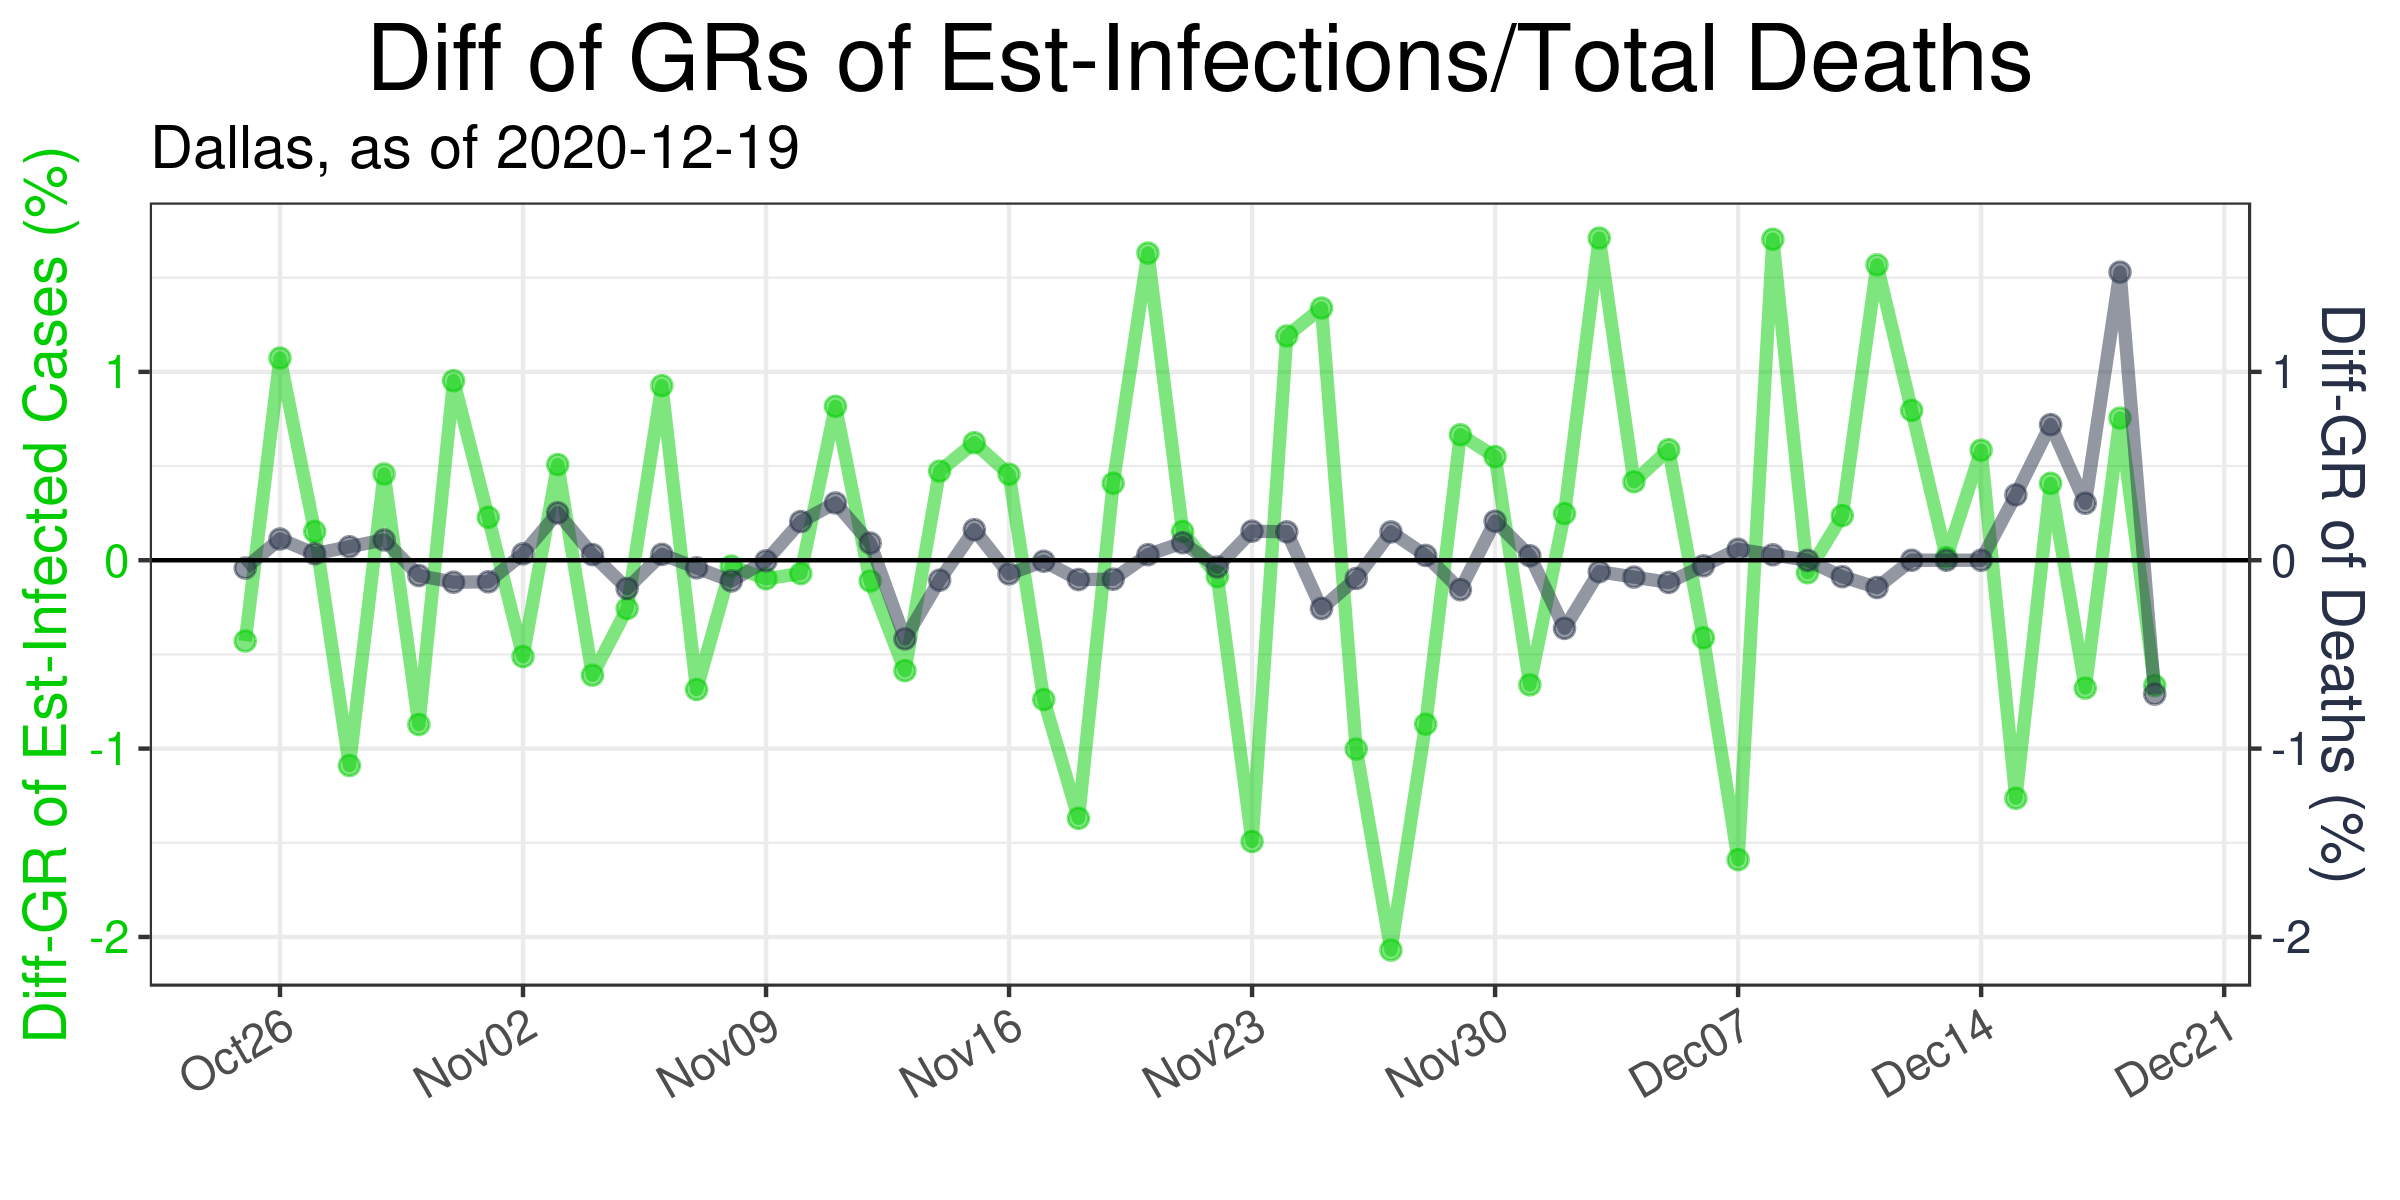 Diff of GRs of Est-Infections/Total Deaths
Dallas, as of 2020-12-19
Diff-GR of Est-Infected Cases (%)
1
0
-1
-2
1
0
-1
-2
Diff-GR of Deaths (%)
Oct26
Nov02
Nov09
Nov16
Nov23
Nov30
Dec07
Dec14
Dec21